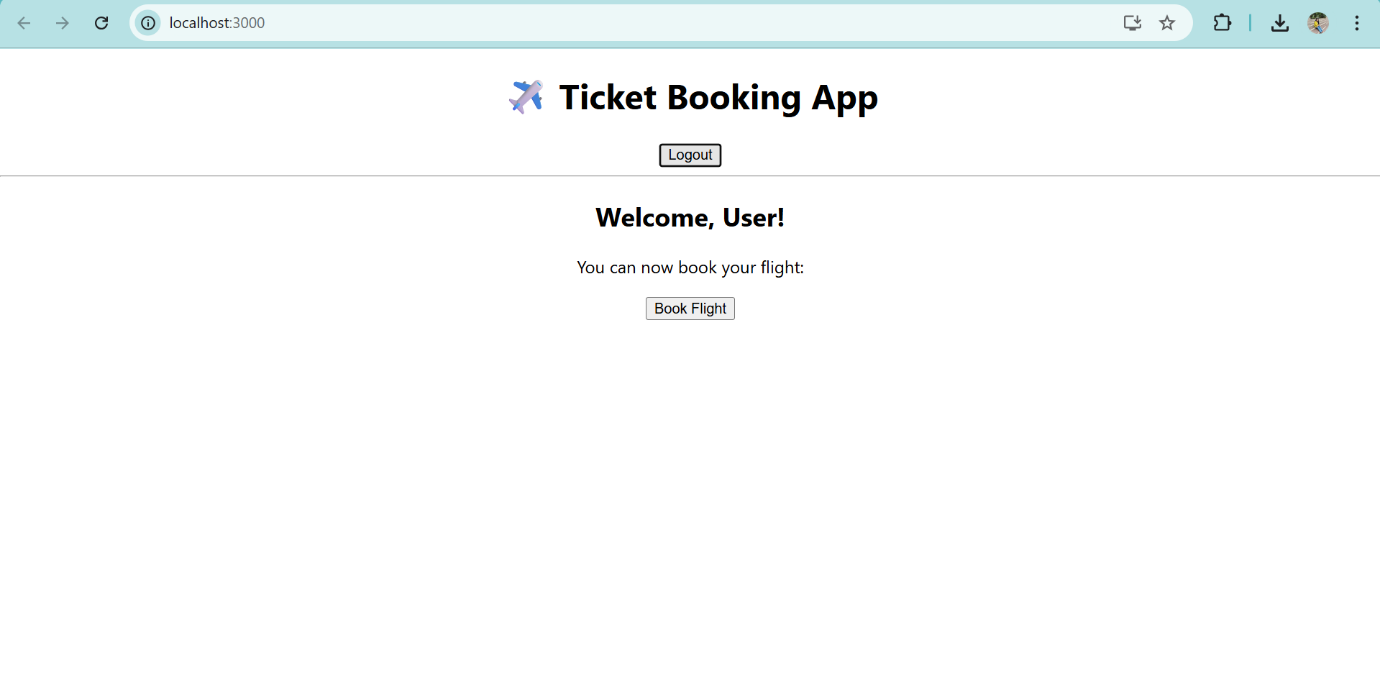 localhost:3000
Ticket Booking App
Logout
Welcome, User!
You can now book your flight:
Book Flight